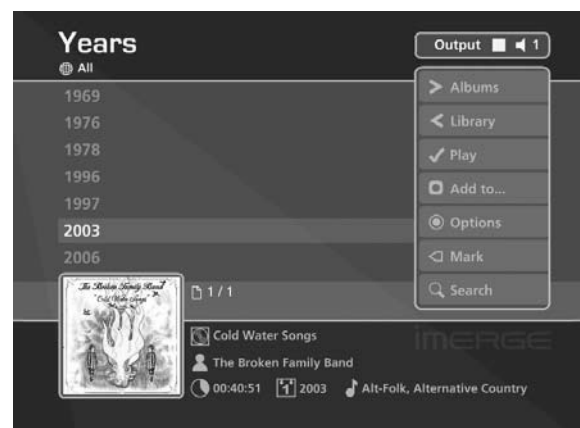 Years
All
Output 1
1969
1976
1978
1996
1997
2003
2006
Albums
Library
Play
Add to...
Options
Mark
Search
The Broken Family Band
Cold Water Songs
1 / 1
Cold Water Songs
The Broken Family Band
00:40:51 1 2003 Alt-Folk, Alternative Country
imerge